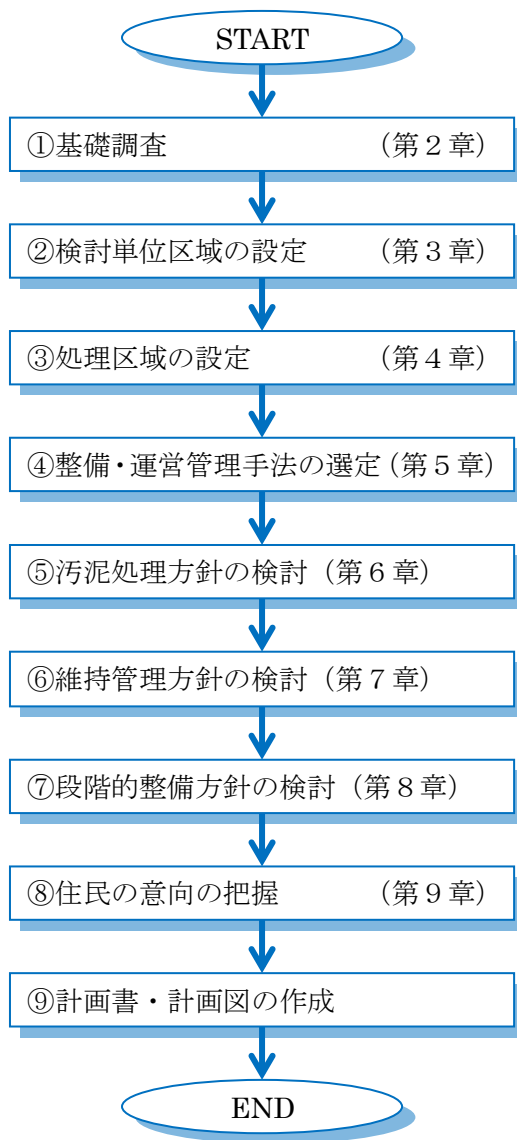 START
①基礎調査　　　　　　　（第２章）
②検討単位区域の設定　　（第３章）
③処理区域の設定　　　　（第４章）
④整備・運営管理手法の選定（第５章）
⑤汚泥処理方針の検討（第６章）
⑥維持管理方針の検討（第７章）
⑦段階的整備方針の検討（第８章）
⑧住民の意向の把握　　　（第９章）
⑨計画書・計画図の作成
END